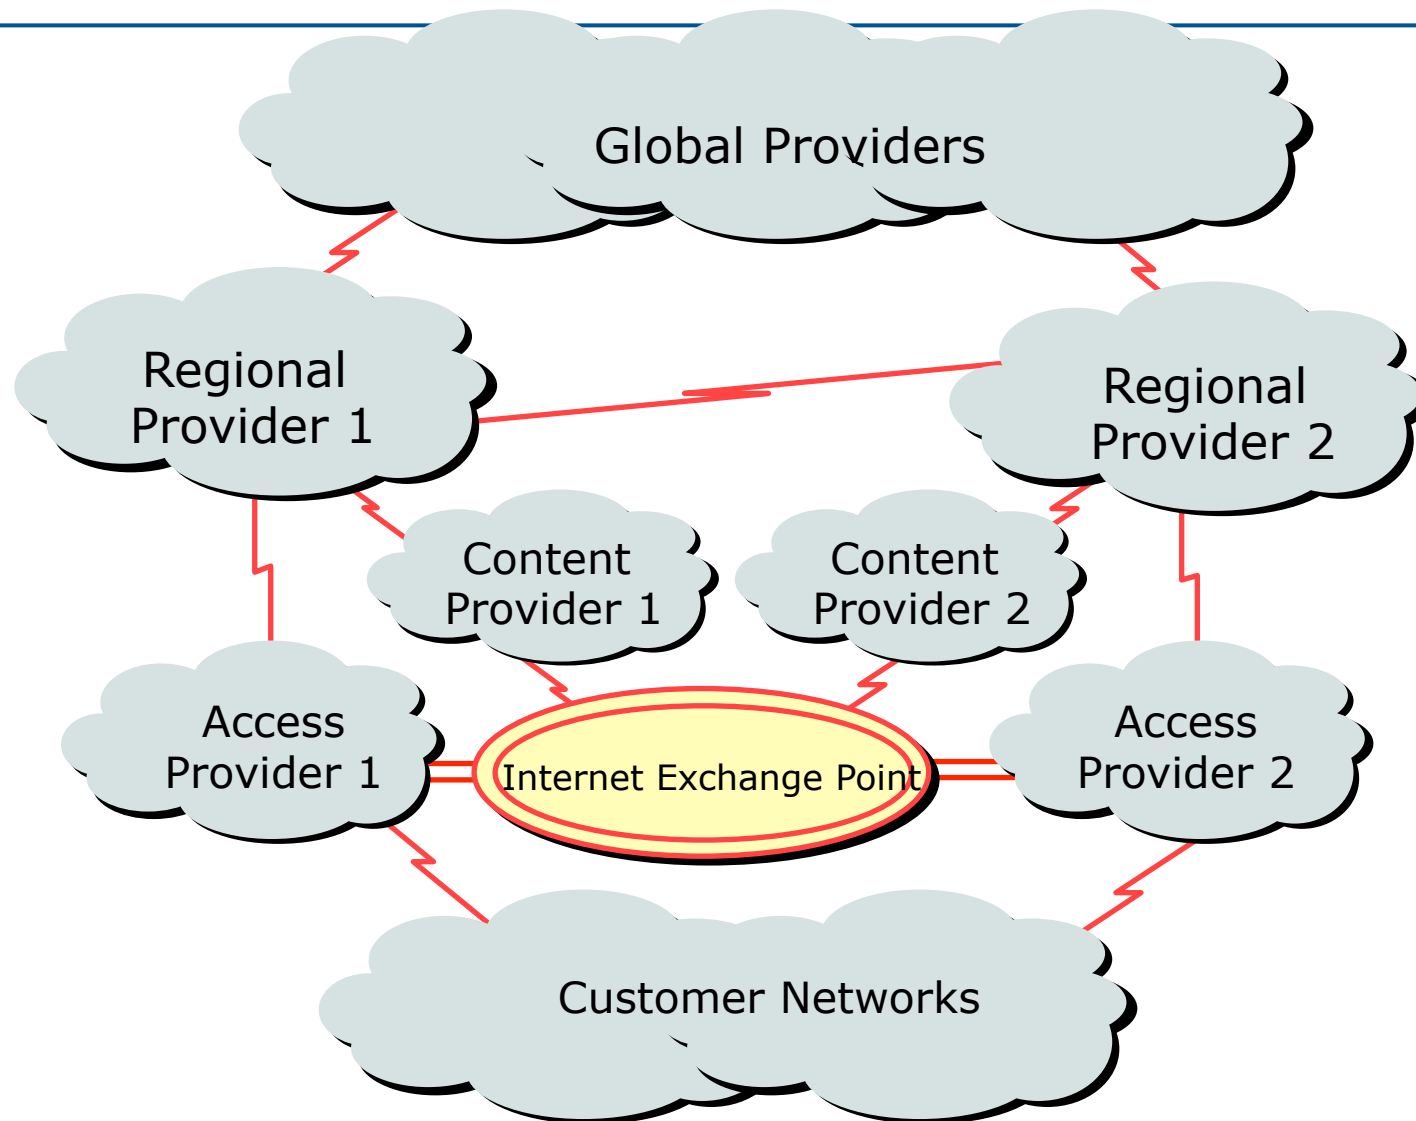 Global Providers
Regional
Provider 1
Regional
Provider 2
Content
Provider 1
Content
Provider 2
Access
Provider 1
Internet Exchange Point
Access
Provider 2
Customer Networks